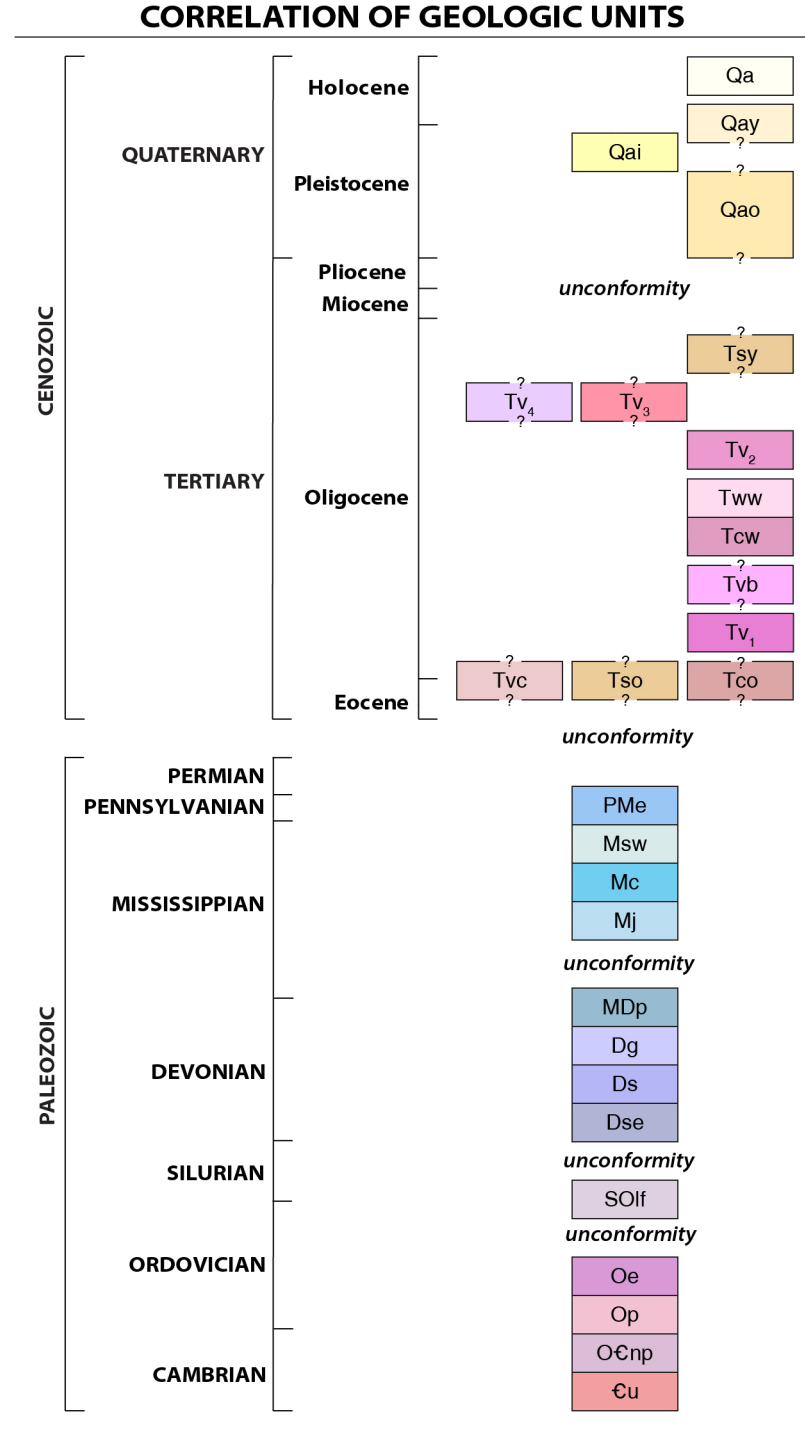 CORRELATION OF GEOLOGIC UNITS
CENOZOIC
QUATERNARY
Holocene
Qa
Qay
?
Qai
Pleistocene
?
Qao
?
Pliocene
unconformity
Miocene
TERTIARY
?
Tsy
?
? ?
Tv4 Tv3
? ?
Tv2
Oligocene
Tww
Tcw
?
Tvb
?
Tv1
? ? ?
Tvc Tso Tco
? ? ?
Eocene
unconformity
PALEOZOIC
PERMIAN
PENNSYLVANIAN
PMe
Msw
Mc
MISSISSIPPIAN
Mj
unconformity
MDp
Dg
DEVONIAN
Ds
Dse
unconformity
SILURIAN
SOlf
unconformity
ORDOVICIAN
Oe
Op
O€np
CAMBRIAN
€u